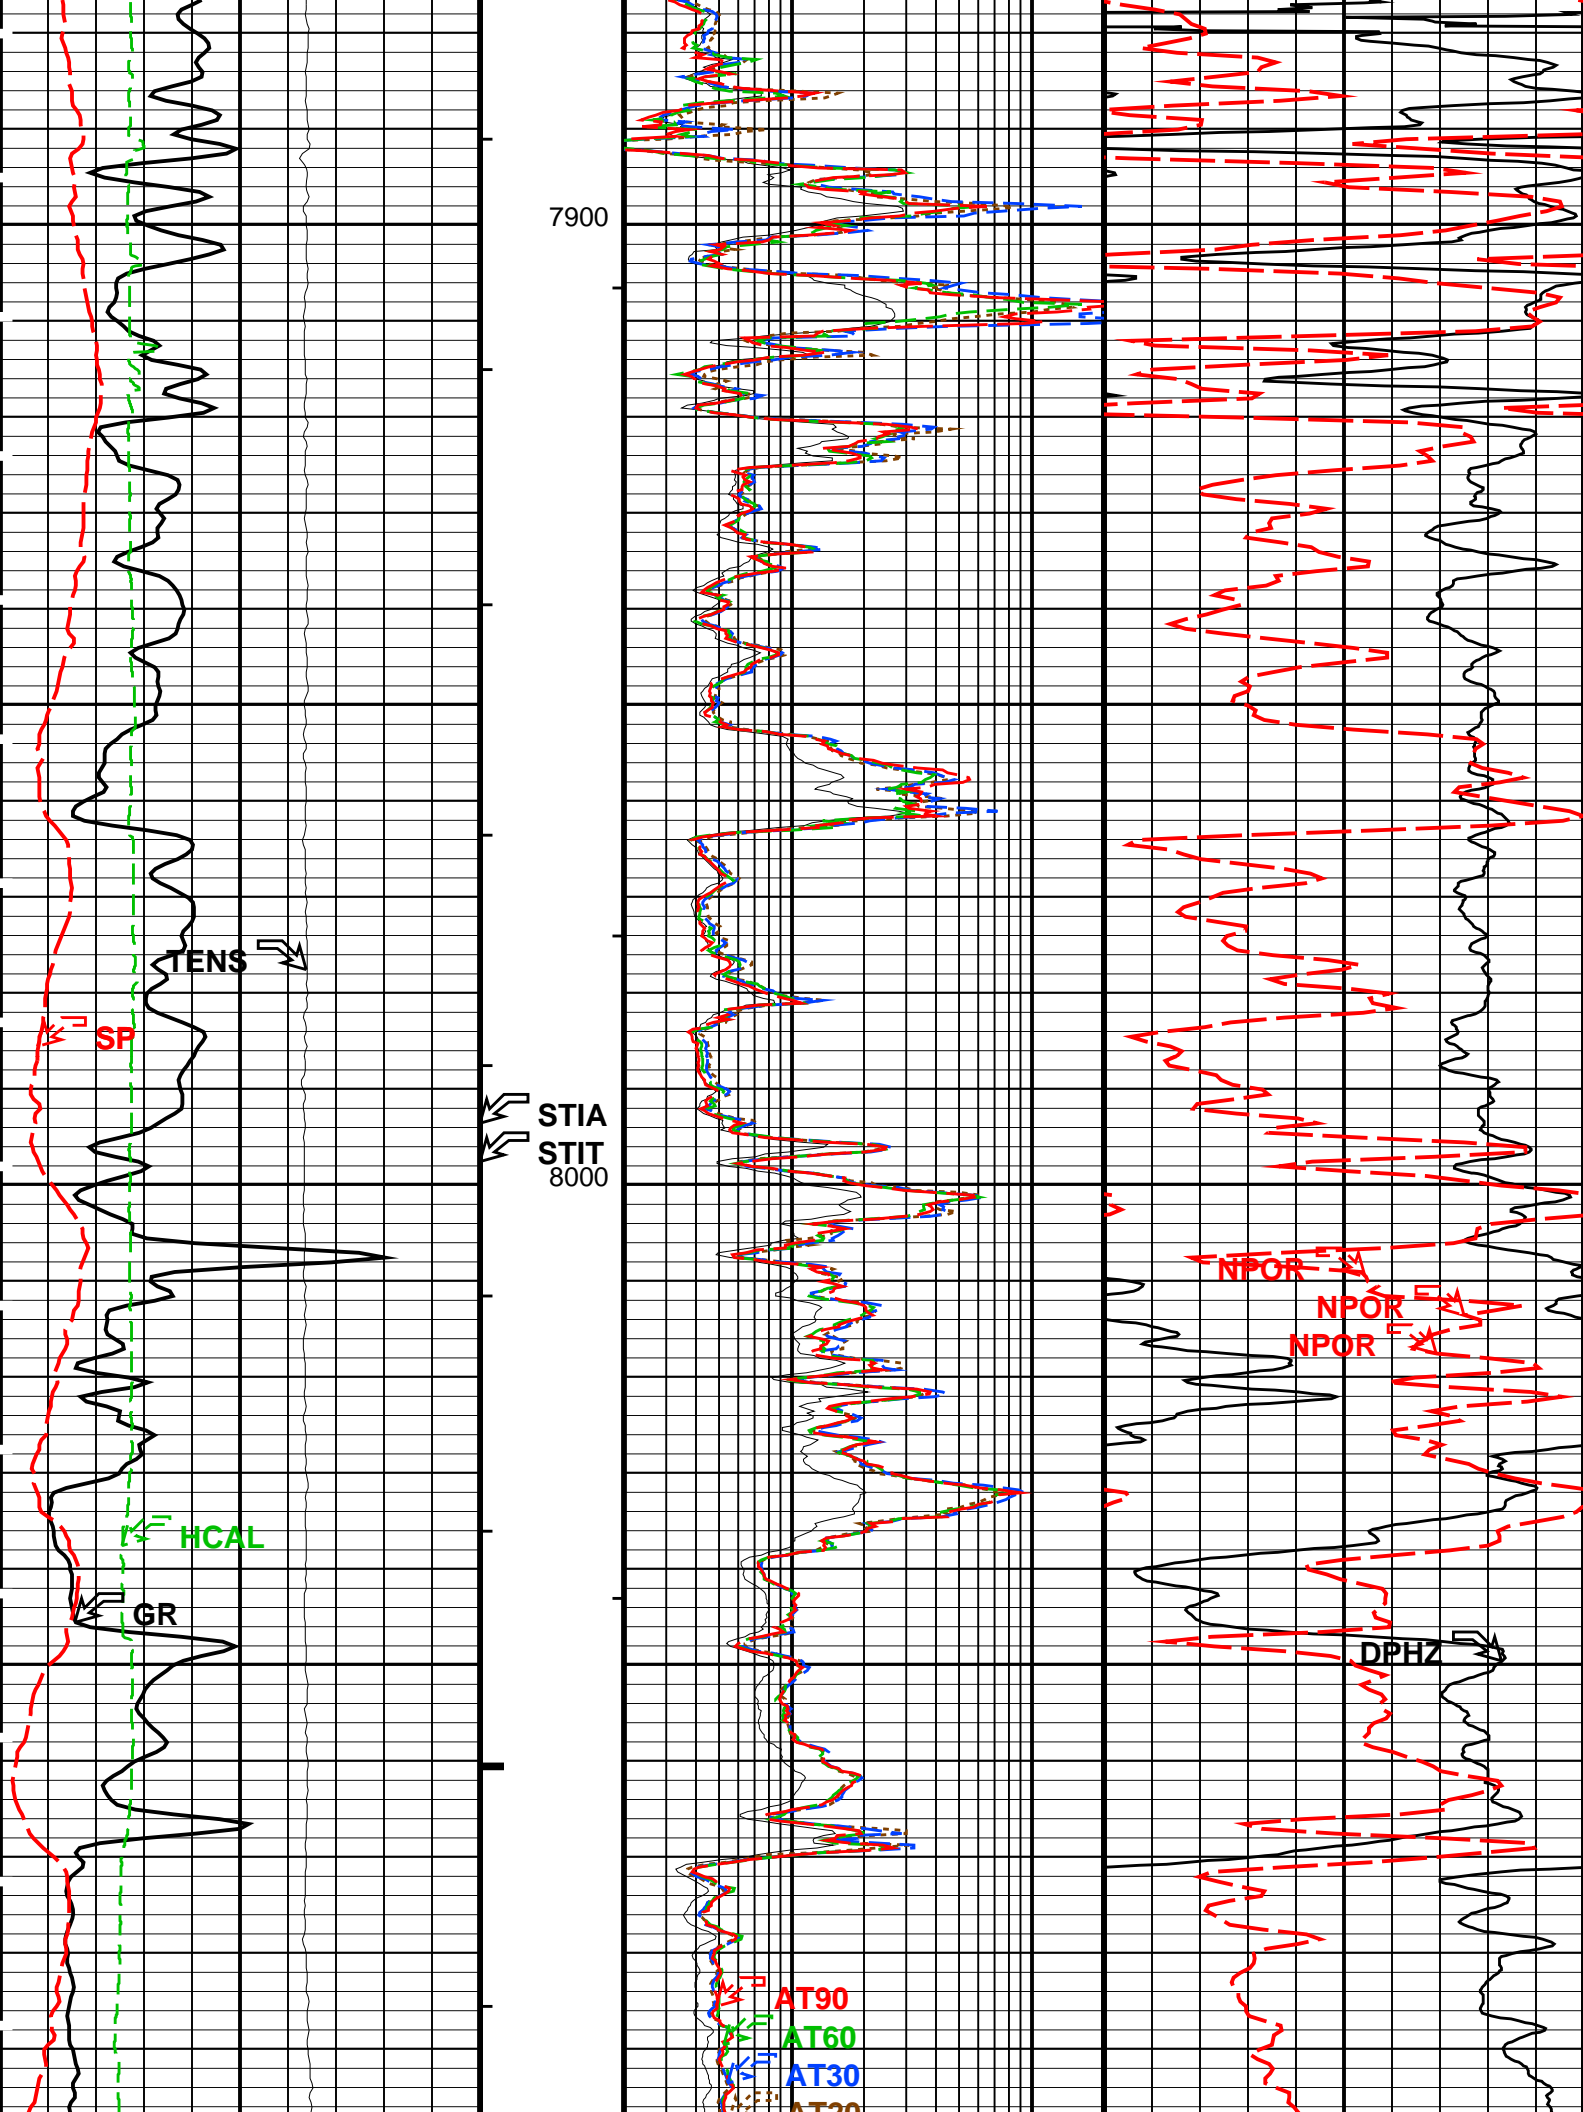 7900
TENS
SP
STIA
STIT
8000
NPOR
NPOR
NPOR
HCAL
GR
DPHZ
AT90
AT60
AT30